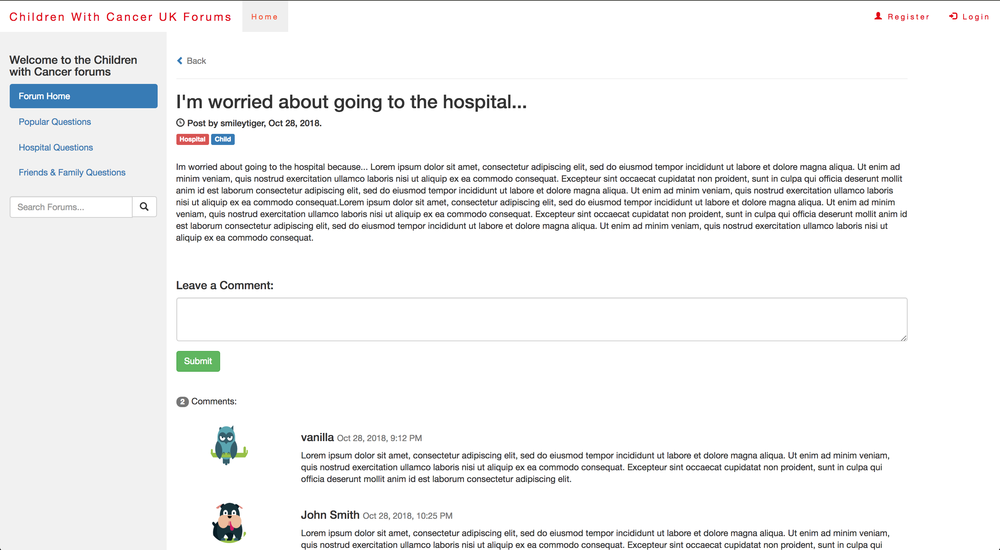 Children With Cancer UK Forums
Home
Register
Login
Welcome to the Children
with Cancer forums
Forum Home
Popular Questions
Hospital Questions
Friends & Family Questions
Search Forums...
Back
I'm worried about going to the hospital...
Post by smileytiger, Oct 28, 2018.
Hospital Child
Im worried about going to the hospital because... Lorem ipsum dolor sit amet, consectetur adipiscing elit, sed do eiusmod tempor incididunt ut labore et dolore magna aliqua. Ut enim ad
minim veniam, quis nostrud exercitation ullamco laboris nisi ut aliquip ex ea commodo consequat. Excepteur sint occaecat cupidatat non proident, sunt in culpa qui officia deserunt mollit
anim id est laborum consectetur adipiscing elit, sed do eiusmod tempor incididunt ut labore et dolore magna aliqua. Ut enim ad minim veniam, quis nostrud exercitation ullamco laboris
nisi ut aliquip ex ea commodo consequat.Lorem ipsum dolor sit amet, consectetur adipiscing elit, sed do eiusmod tempor incididunt ut labore et dolore magna aliqua. Ut enim ad minim
veniam, quis nostrud exercitation ullamco laboris nisi ut aliquip ex ea commodo consequat. Excepteur sint occaecat cupidatat non proident, sunt in culpa qui officia deserunt mollit anim id
est laborum consectetur adipiscing elit, sed do eiusmod tempor incididunt ut labore et dolore magna aliqua. Ut enim ad minim veniam, quis nostrud exercitation ullamco laboris nisi ut
aliquip ex ea commodo consequat.
Leave a Comment:
Submit
2 Comments:
vanilla Oct 28, 2018, 9:12 PM
Lorem ipsum dolor sit amet, consectetur adipiscing elit, sed do eiusmod tempor incididunt ut labore et dolore magna aliqua. Ut enim ad minim veniam,
quis nostrud exercitation ullamco laboris nisi ut aliquip ex ea commodo consequat. Excepteur sint occaecat cupidatat non proident, sunt in culpa qui
officia deserunt mollit anim id est laborum consectetur adipiscing elit.
John Smith Oct 28, 2018, 10:25 PM
Lorem ipsum dolor sit amet, consectetur adipiscing elit, sed do eiusmod tempor incididunt ut labore et dolore magna aliqua. Ut enim ad minim veniam,
quis nostrud exercitation ullamco laboris nisi ut aliquip ex ea commodo consequat. Excepteur sint occaecat cupidatat non proident, sunt in culpa qui